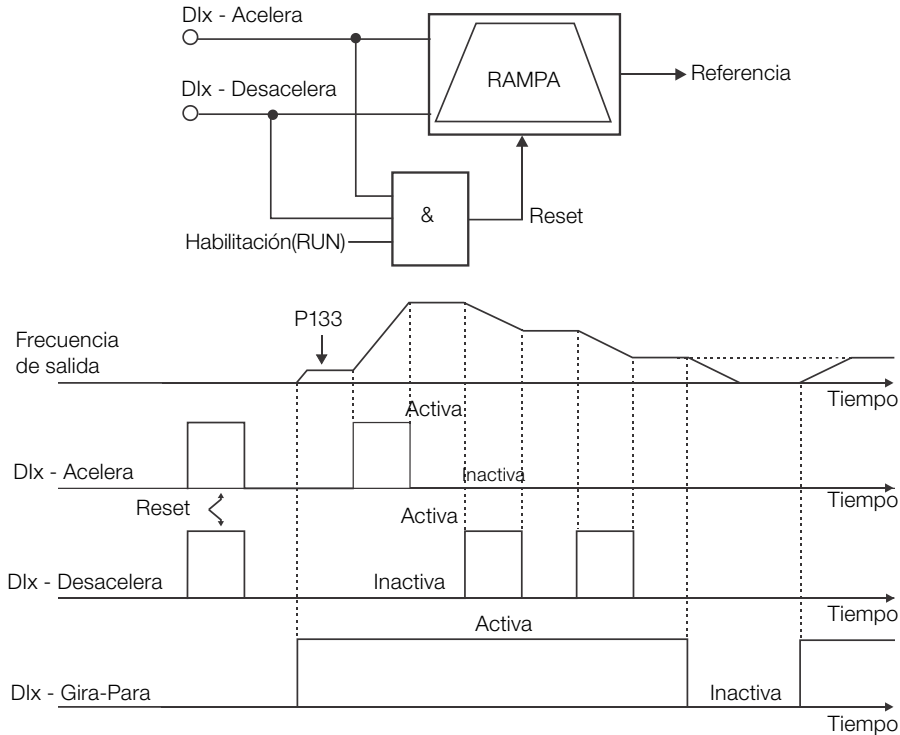 DIx - Acelera
RAMPA
Referencia
DIx - Desacelera
&
Reset
Habilitación(RUN)
P133
Frecuencia
de salida
Tiempo
Activa
DIx - Acelera
Inactiva
Tiempo
Reset
Activa
DIx - Desacelera
Inactiva
Tiempo
Activa
DIx - Gira-Para
Inactiva
Tiempo